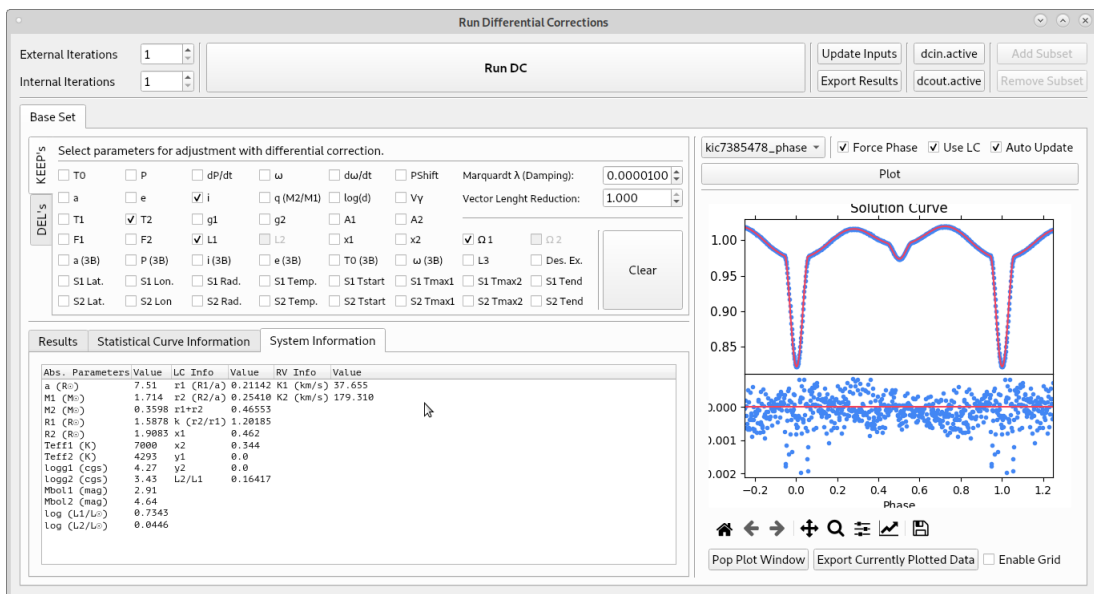 Run Differential Corrections
External Iterations 1
Internal Iterations 1
Run DC
Update Inputs dcin.active Add Subset
Export Results dcout.active Remove Subset
Base Set
KEEP's
DEL's
Select parameters for adjustment with differential correction.
T0 P dP/dt ω dω/dt PShift Marquardt λ (Damping): 0.0000100
a e i q (M2/M1) log(d) Vγ Vector Lenght Reduction: 1.000
T1 T2 g1 g2 A1 A2
F1 F2 L1 L2 x1 x2 Ω 1 Ω 2
a (3B) P (3B) i (3B) e (3B) T0 (3B) ω (3B) L3 Des. Ex.
S1 Lat. S1 Lon. S1 Rad. S1 Temp. S1 Tstart S1 Tmax1 S1 Tmax2 S1 Tend
S2 Lat. S2 Lon S2 Rad. S2 Temp. S2 Tstart S2 Tmax1 S2 Tmax2 S2 Tend
Clear
Results Statistical Curve Information System Information
Abs. Parameters Value LC Info Value RV Info Value
a (R☉) 7.51 r1 (R1/a) 0.21142 K1 (km/s) 37.655
M1 (M☉) 1.714 r2 (R2/a) 0.25410 K2 (km/s) 179.310
M2 (M☉) 0.3598 r1+r2 0.46553
R1 (R☉) 1.5878 k (r2/r1) 1.20185
R2 (R☉) 1.9083 x1 0.462
Teff1 (K) 7000 x2 0.344
Teff2 (K) 4293 y1 0.0
logg1 (cgs) 4.27 y2 0.0
logg2 (cgs) 3.43 L2/L1 0.16417
Mbol1 (mag) 2.91
Mbol2 (mag) 4.64
log (L1/L☉) 0.7343
log (L2/L☉) 0.0446
kic7385478_phase Force Phase Use LC Auto Update
Plot
Solution Curve
1.00
0.95
0.90
0.85
0.000
0.001
0.002
−0.2 0.0 0.2 0.4 0.6 0.8 1.0 1.2
Phase
Pop Plot Window Export Currently Plotted Data Enable Grid